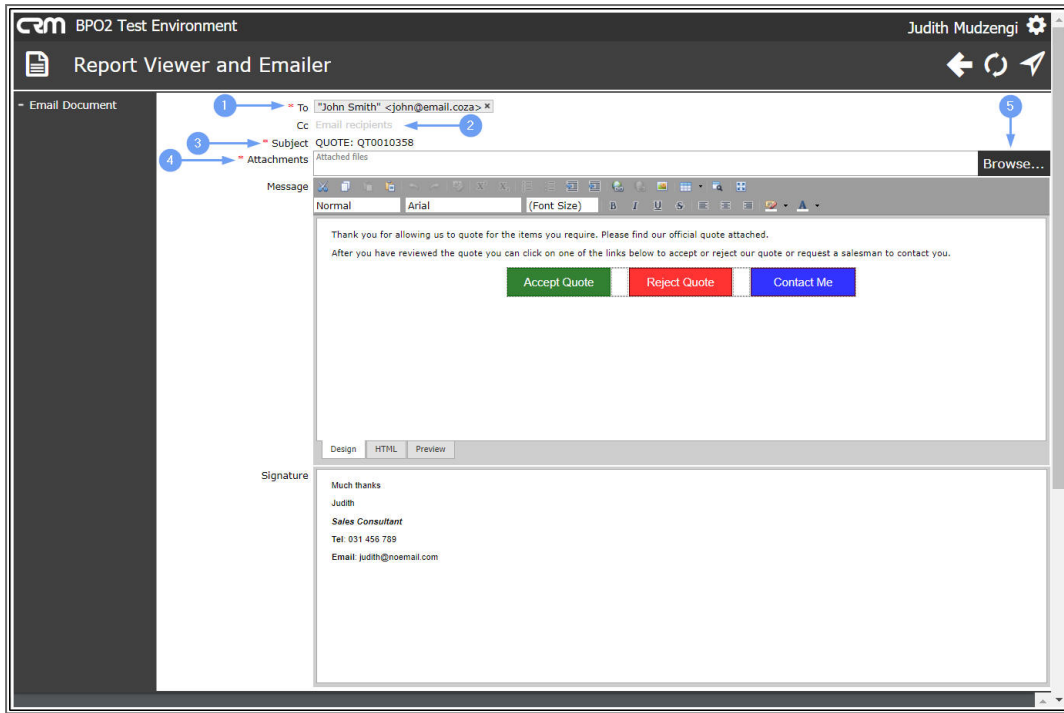 CRM BPO2 Test Environment
Judith Mudzengi
Report Viewer and Emailer
- Email Document
1
* To "John Smith" <john@email.coza> ×
Cc Email recipients
2
3
* Subject QUOTE: QT0010358
4
* Attachments Attached files
5
Browse...
Message
Normal Arial (Font Size) B I U S A
Thank you for allowing us to quote for the items you require. Please find our official quote attached.
After you have reviewed the quote you can click on one of the links below to accept or reject our quote or request a salesman to contact you.
Accept Quote Reject Quote Contact Me
Design HTML Preview
Signature
Much thanks
Judith
Sales Consultant
Tel: 031 456 789
Email: judith@noemail.com